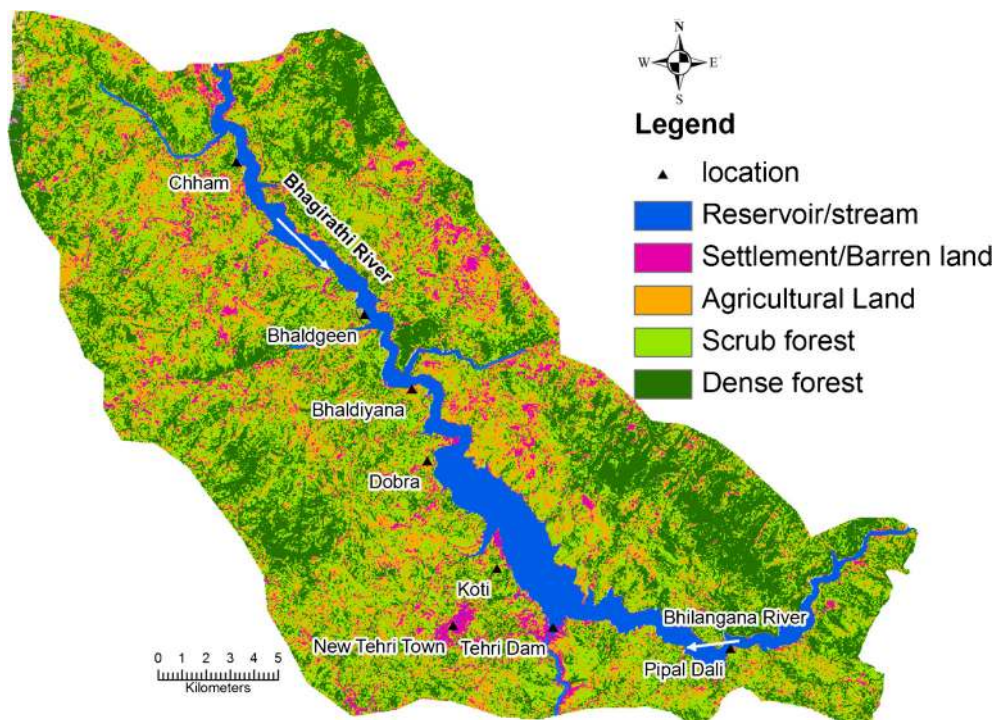 N
W E
S
Legend
location
Reservoir/stream
Settlement/Barren land
Agricultural Land
Scrub forest
Dense forest
Chham
Bhagirathi River
Bhaldgeen
Bhaldiyana
Dobra
Koti
New Tehri Town
Tehri Dam
Bhilangana River
Pipal Dali
0 1 2 3 4 5
Kilometers